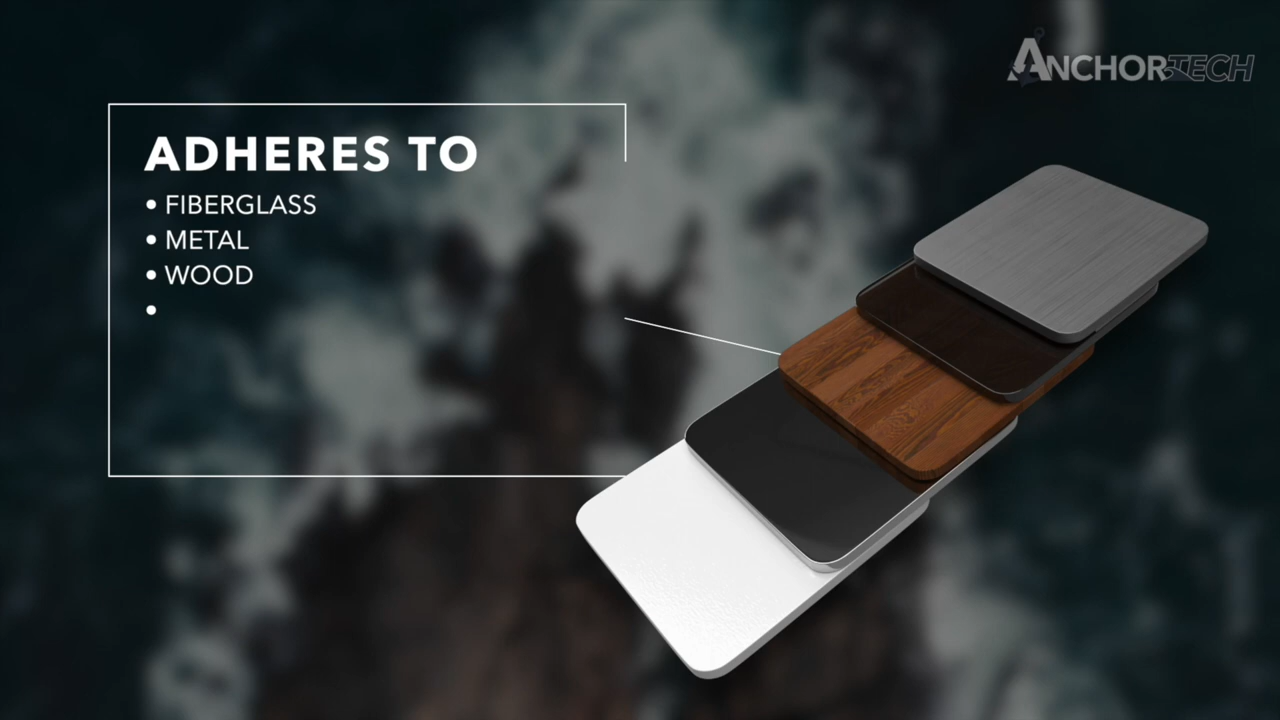 ANCHORTECH
ADHERES TO
• FIBERGLASS
• METAL
• WOOD
•